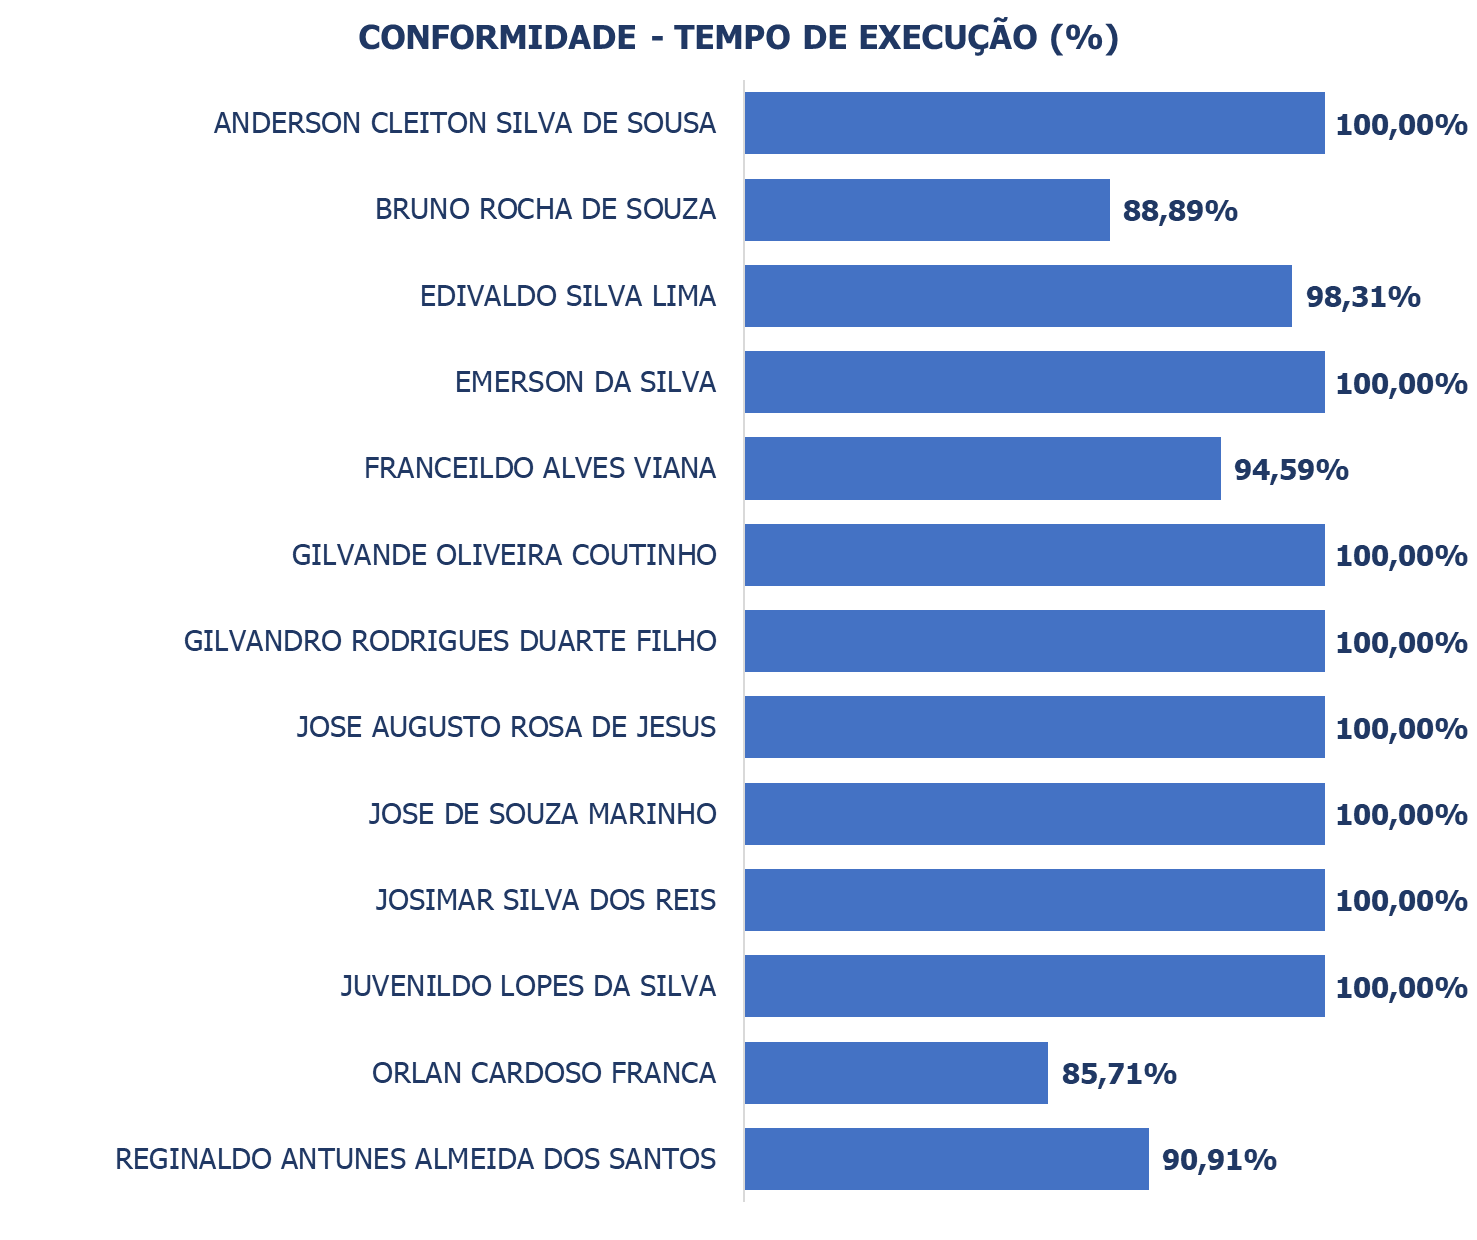 CONFORMIDADE - TEMPO DE EXECUÇÃO (%)
ANDERSON CLEITON SILVA DE SOUSA 100,00%
BRUNO ROCHA DE SOUZA 88,89%
EDIVALDO SILVA LIMA 98,31%
EMERSON DA SILVA 100,00%
FRANCEILDO ALVES VIANA 94,59%
GILVANDE OLIVEIRA COUTINHO 100,00%
GILVANDRO RODRIGUES DUARTE FILHO 100,00%
JOSE AUGUSTO ROSA DE JESUS 100,00%
JOSE DE SOUZA MARINHO 100,00%
JOSIMAR SILVA DOS REIS 100,00%
JUVENILDO LOPES DA SILVA 100,00%
ORLAN CARDOSO FRANCA 85,71%
REGINALDO ANTUNES ALMEIDA DOS SANTOS 90,91%